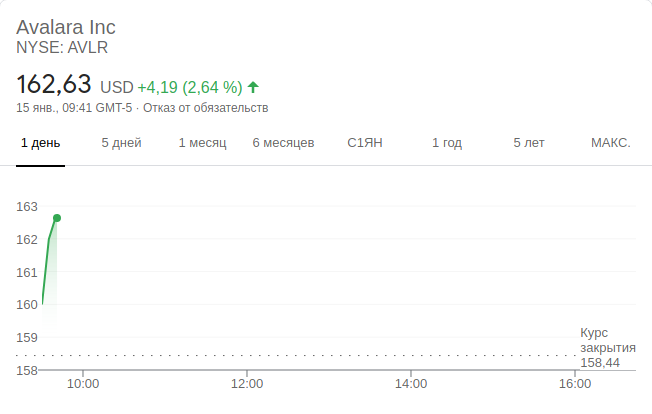 Avalara Inc
NYSE: AVLR
162,63 USD +4,19 (2,64 %)
15 янв., 09:41 GMT-5 · Отказ от обязательств
1 день 5 дней 1 месяц 6 месяцев С1ЯН 1 год 5 лет МАКС.
163
162
161
160
159
Курс
закрытия
158,44
158
10:00 12:00 14:00 16:00